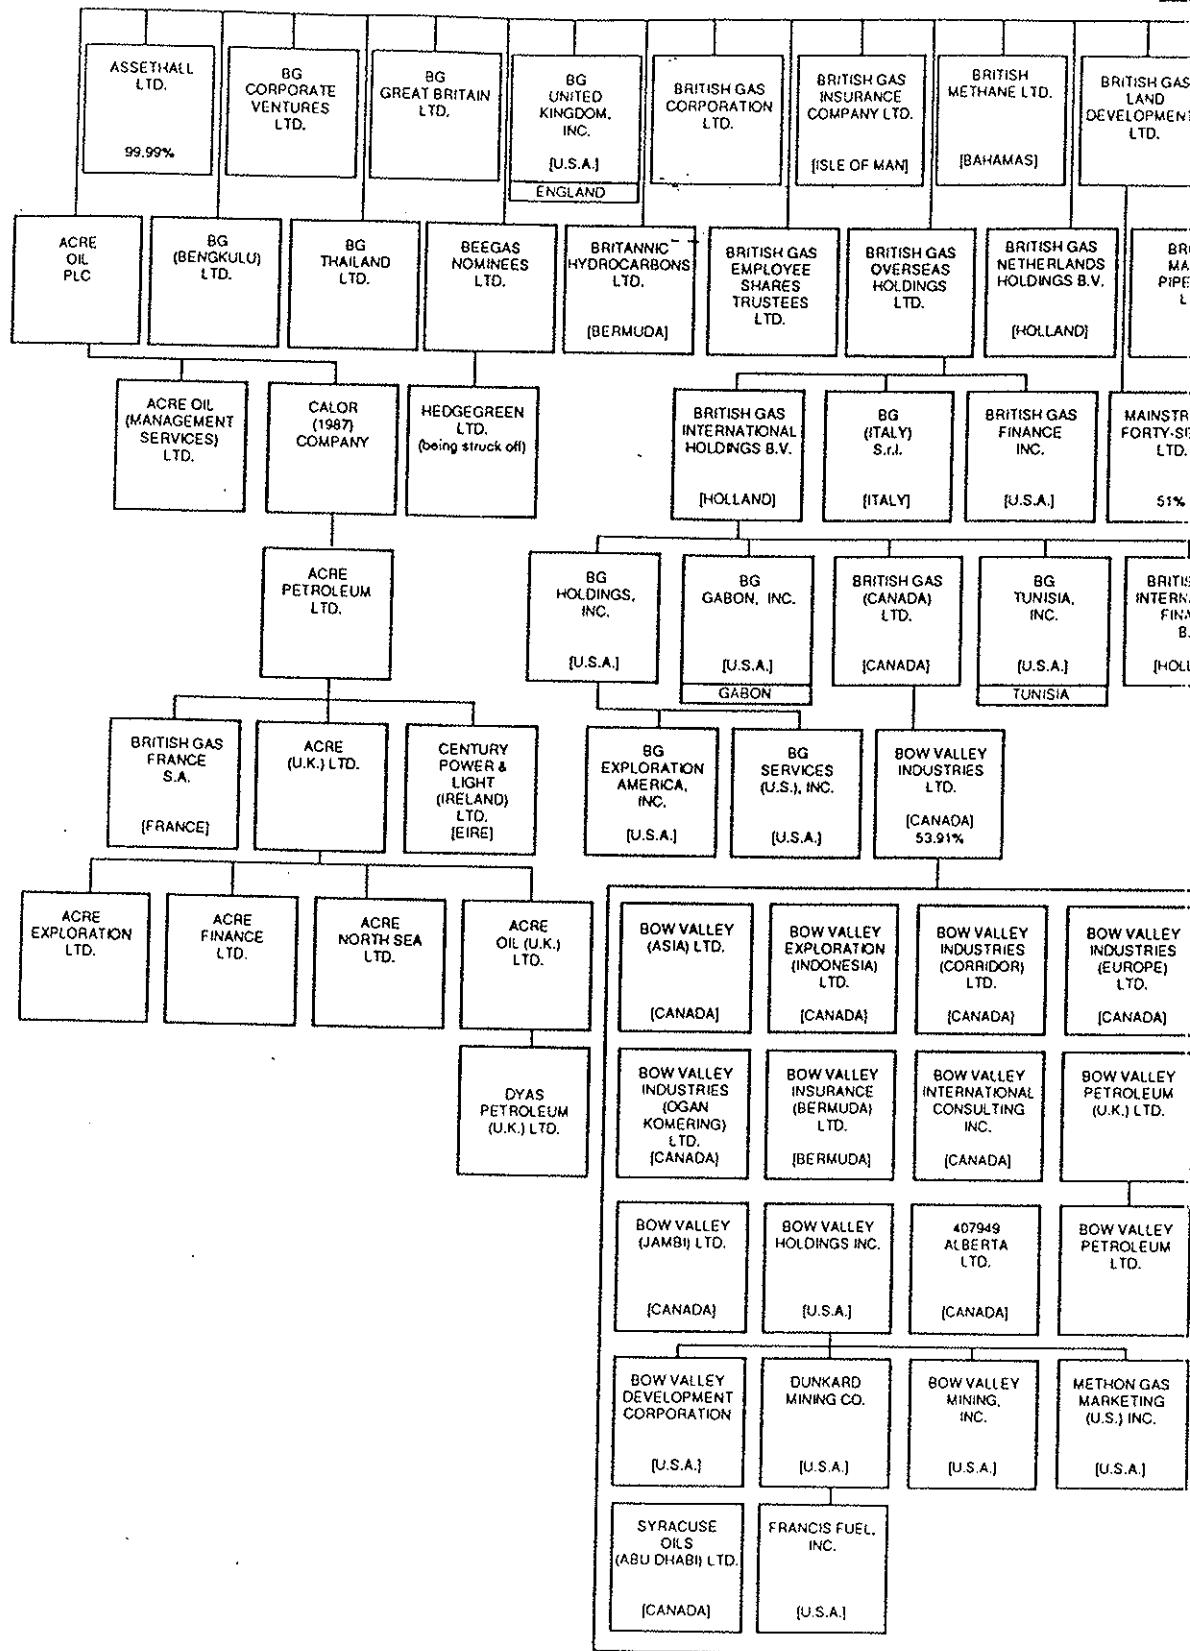 ASSETHALL
LTD.
99.99%
BG
CORPORATE
VENTURES
LTD.
BG
GREAT BRITAIN
LTD.
BG
UNITED
KINGDOM,
INC.
[U.S.A.]
ENGLAND
BRITISH GAS
CORPORATION
LTD.
BRITISH GAS
INSURANCE
COMPANY LTD.
[ISLE OF MAN]
BRITISH
METHANE LTD.
[BAHAMAS]
BRITISH GAS
LAND
DEVELOPMENT
LTD.
ACRE
OIL
PLC
BG
(BENGKULU)
LTD.
BG
THAILAND
LTD.
BEEGAS
NOMINEES
LTD.
BRITANNIC
HYDROCARBONS
LTD.
[BERMUDA]
BRITISH GAS
EMPLOYEE
SHARES
TRUSTEES
LTD.
BRITISH GAS
OVERSEAS
HOLDINGS
LTD.
BRITISH GAS
NETHERLANDS
HOLDINGS B.V.
[HOLLAND]
BRI
MA
PIPE
L
ACRE OIL
(MANAGEMENT
SERVICES)
LTD.
CALOR
(1987)
COMPANY
HEDGEGREEN
LTD.
(being struck off)
BRITISH GAS
INTERNATIONAL
HOLDINGS B.V.
[HOLLAND]
BG
(ITALY)
S.r.l.
[ITALY]
BRITISH GAS
FINANCE
INC.
[U.S.A.]
MAINSTR
FORTY-SI
LTD.
51%
ACRE
PETROLEUM
LTD.
BG
HOLDINGS,
INC.
[U.S.A.]
BG
GABON, INC.
[U.S.A.]
GABON
BRITISH GAS
(CANADA)
LTD.
[CANADA]
BG
TUNISIA,
INC.
[U.S.A.]
TUNISIA
BRITIS
INTERN
FINA
B.
[HOLL
BRITISH GAS
FRANCE
S.A.
[FRANCE]
ACRE
(U.K.) LTD.
CENTURY
POWER &
LIGHT
(IRELAND)
LTD.
[EIRE]
BG
EXPLORATION
AMERICA,
INC.
[U.S.A.]
BG
SERVICES
(U.S.), INC.
[U.S.A.]
BOW VALLEY
INDUSTRIES
LTD.
[CANADA]
53.91%
ACRE
EXPLORATION
LTD.
ACRE
FINANCE
LTD.
ACRE
NORTH SEA
LTD.
ACRE
OIL (U.K.)
LTD.
BOW VALLEY
(ASIA) LTD.
[CANADA]
BOW VALLEY
EXPLORATION
(INDONESIA)
LTD.
[CANADA]
BOW VALLEY
INDUSTRIES
(CORRIDOR)
LTD.
[CANADA]
BOW VALLEY
INDUSTRIES
(EUROPE)
LTD.
[CANADA]
DYAS
PETROLEUM
(U.K.) LTD.
BOW VALLEY
INDUSTRIES
(OGAN
KOMERING)
LTD.
[CANADA]
BOW VALLEY
INSURANCE
(BERMUDA)
LTD.
[BERMUDA]
BOW VALLEY
INTERNATIONAL
CONSULTING
INC.
[CANADA]
BOW VALLEY
PETROLEUM
(U.K.) LTD.
BOW VALLEY
(JAMBI) LTD.
[CANADA]
BOW VALLEY
HOLDINGS INC.
[U.S.A.]
407949
ALBERTA
LTD.
[CANADA]
BOW VALLEY
PETROLEUM
LTD.
BOW VALLEY
DEVELOPMENT
CORPORATION
[U.S.A.]
DUNKARD
MINING CO.
[U.S.A.]
BOW VALLEY
MINING,
INC.
[U.S.A.]
METHON GAS
MARKETING
(U.S.) INC.
[U.S.A.]
SYRACUSE
OILS
(ABU DHABI) LTD.
[CANADA]
FRANCIS FUEL,
INC.
[U.S.A.]